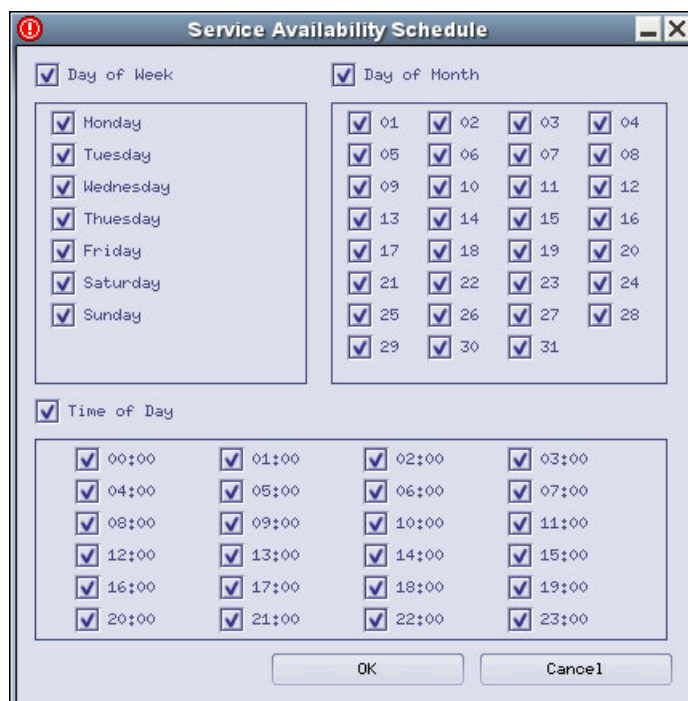 Service Availability Schedule
Day of Week
Day of Month
Monday
Tuesday
Wednesday
Thuesday
Friday
Saturday
Sunday
01 02 03 04
05 06 07 08
09 10 11 12
13 14 15 16
17 18 19 20
21 22 23 24
25 26 27 28
29 30 31
Time of Day
00:00 01:00 02:00 03:00
04:00 05:00 06:00 07:00
08:00 09:00 10:00 11:00
12:00 13:00 14:00 15:00
16:00 17:00 18:00 19:00
20:00 21:00 22:00 23:00
OK
Cancel